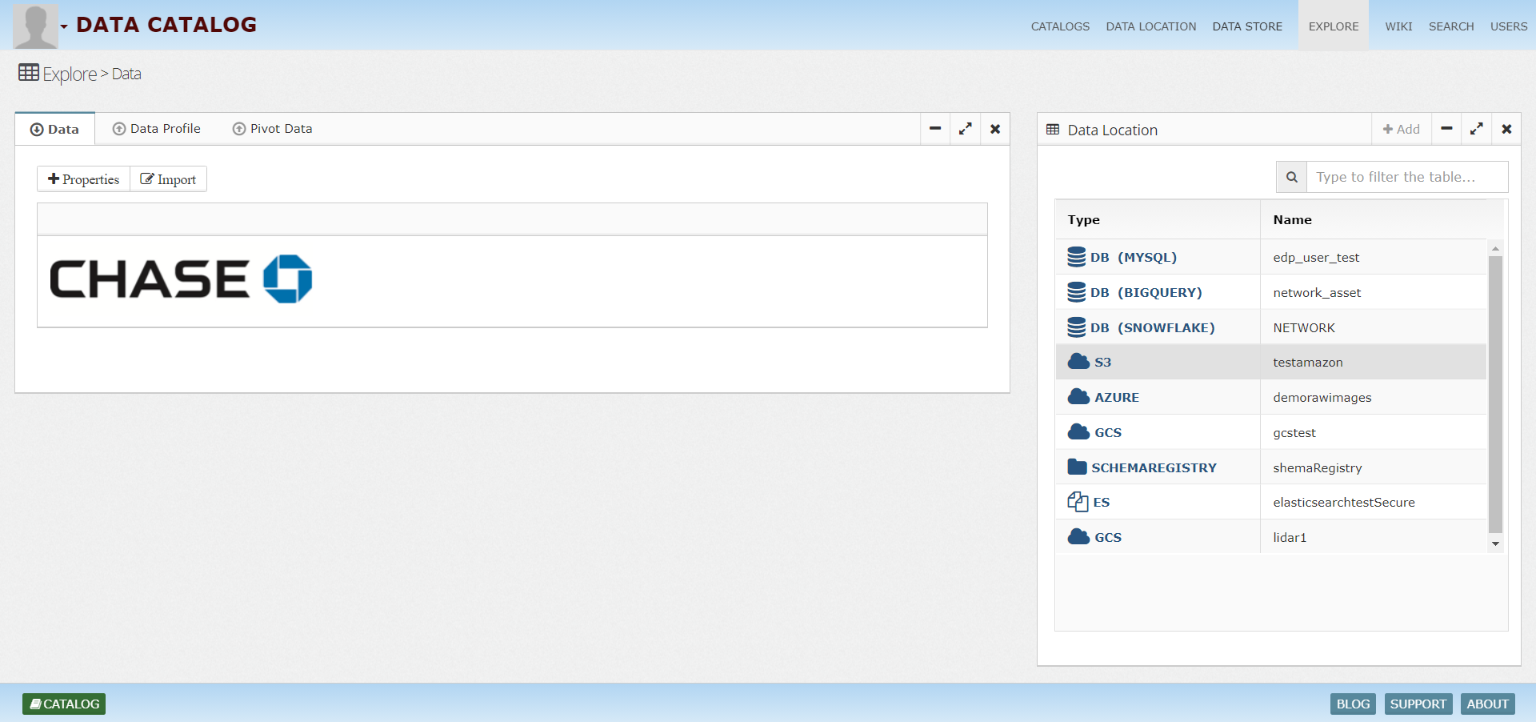 DATA CATALOG
CATALOGS DATA LOCATION DATA STORE EXPLORE WIKI SEARCH USERS
Explore > Data
Data Data Profile Pivot Data
Properties Import
CHASE
Data Location Add
Type to filter the table...
Type Name
DB (MYSQL) edp_user_test
DB (BIGQUERY) network_asset
DB (SNOWFLAKE) NETWORK
S3 testamazon
AZURE demorawimages
GCS gcstest
SCHEMAREGISTRY shemaRegistry
ES elasticsearchtestSecure
GCS lidar1
CATALOG BLOG SUPPORT ABOUT